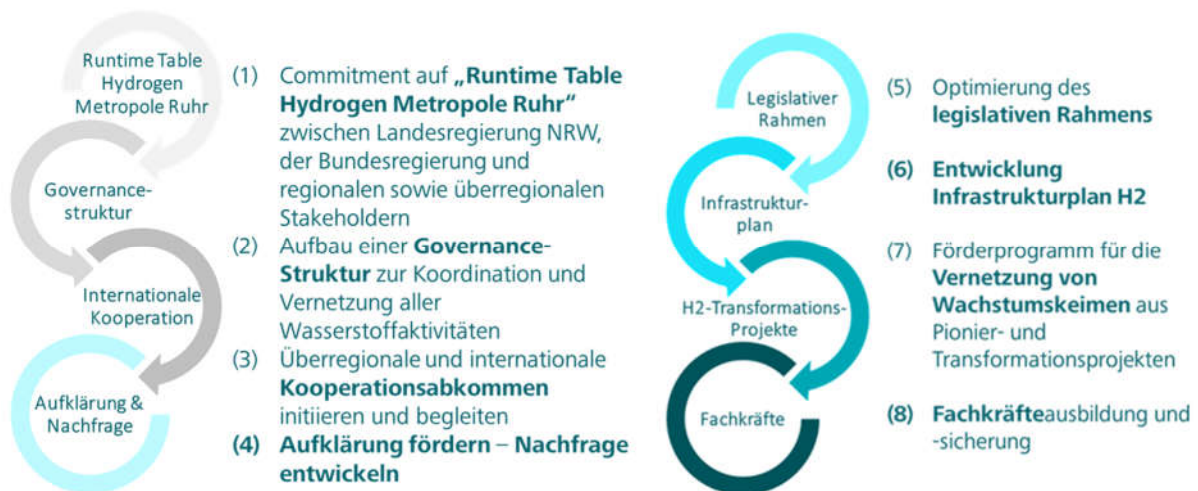 Runtime Table
Hydrogen
Metropole Ruhr
Governance-
struktur
Internationale
Kooperation
Aufklärung &
Nachfrage
(1) Commitment auf „Runtime Table
Hydrogen Metropole Ruhr“
zwischen Landesregierung NRW,
der Bundesregierung und
regionalen sowie überregionalen
Stakeholdern
(2) Aufbau einer Governance-
Struktur zur Koordination und
Vernetzung aller
Wasserstoffaktivitäten
(3) Überregionale und internationale
Kooperationsabkommen
initiieren und begleiten
(4) Aufklärung fördern – Nachfrage
entwickeln
Legislativer
Rahmen
Infrastruktur-
plan
H2-Transformations-
Projekte
Fachkräfte
(5) Optimierung des
legislativen Rahmens
(6) Entwicklung
Infrastrukturplan H2
(7) Förderprogramm für die
Vernetzung von
Wachstumskeimen aus
Pionier- und
Transformationsprojekten
(8) Fachkräfteausbildung und
-sicherung